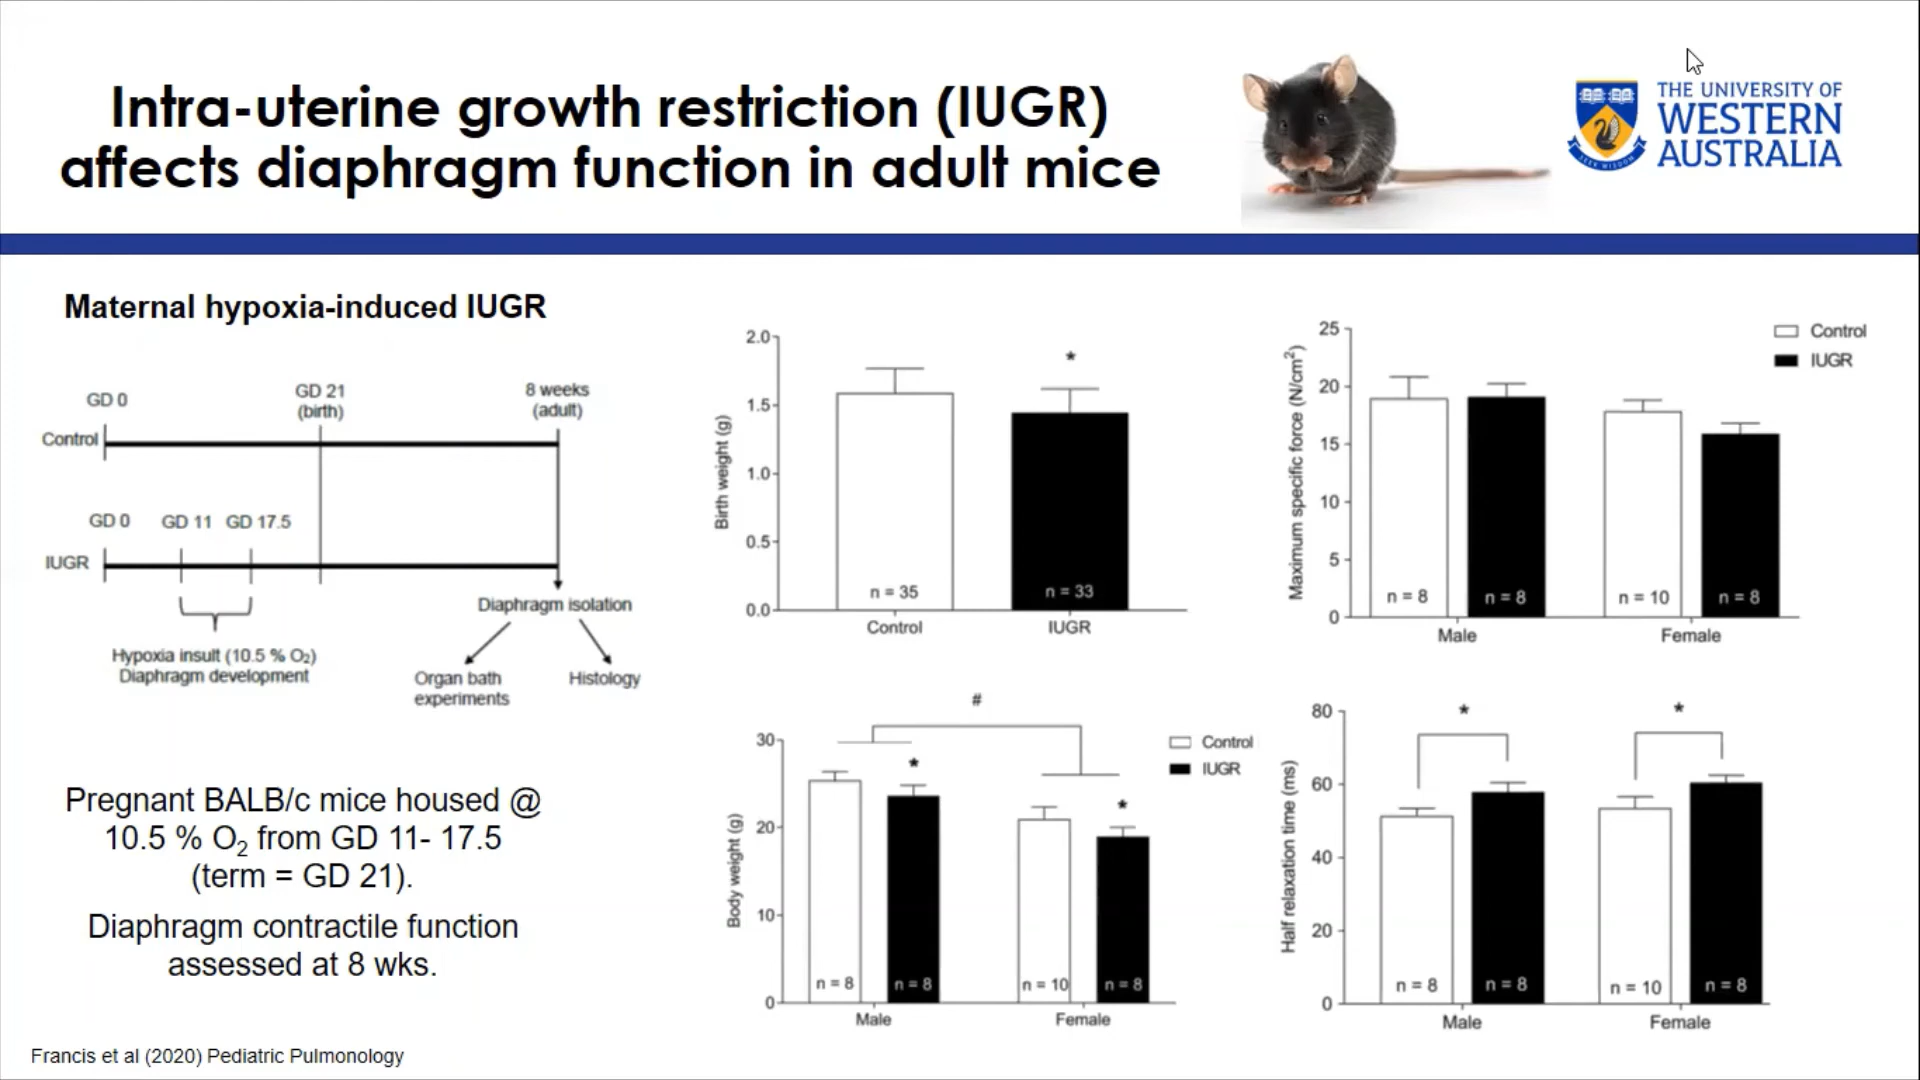 Intra-uterine growth restriction (IUGR)
affects diaphragm function in adult mice
THE UNIVERSITY OF
WESTERN
AUSTRALIA
SEEK WISDOM
Maternal hypoxia-induced IUGR
GD 0
GD 21
(birth)
8 weeks
(adult)
Control
GD 0
GD 11
GD 17.5
IUGR
Hypoxia insult (10.5 % O₂)
Diaphragm development
Diaphragm isolation
Organ bath
experiments
Histology
Pregnant BALB/c mice housed @
10.5 % O₂ from GD 11- 17.5
(term = GD 21).
Diaphragm contractile function
assessed at 8 wks.
Birth weight (g)
2.0
1.5
1.0
0.5
0.0
*
n = 35
n = 33
Control
IUGR
Maximum specific force (N/cm²)
25
20
15
10
5
0
Control
IUGR
n = 8
n = 8
n = 10
n = 8
Male
Female
Body weight (g)
30
20
10
0
#
*
*
Control
IUGR
n = 8
n = 8
n = 10
n = 8
Male
Female
Half relaxation time (ms)
80
60
40
20
0
*
*
n = 8
n = 8
n = 10
n = 8
Male
Female
Francis et al (2020) Pediatric Pulmonology